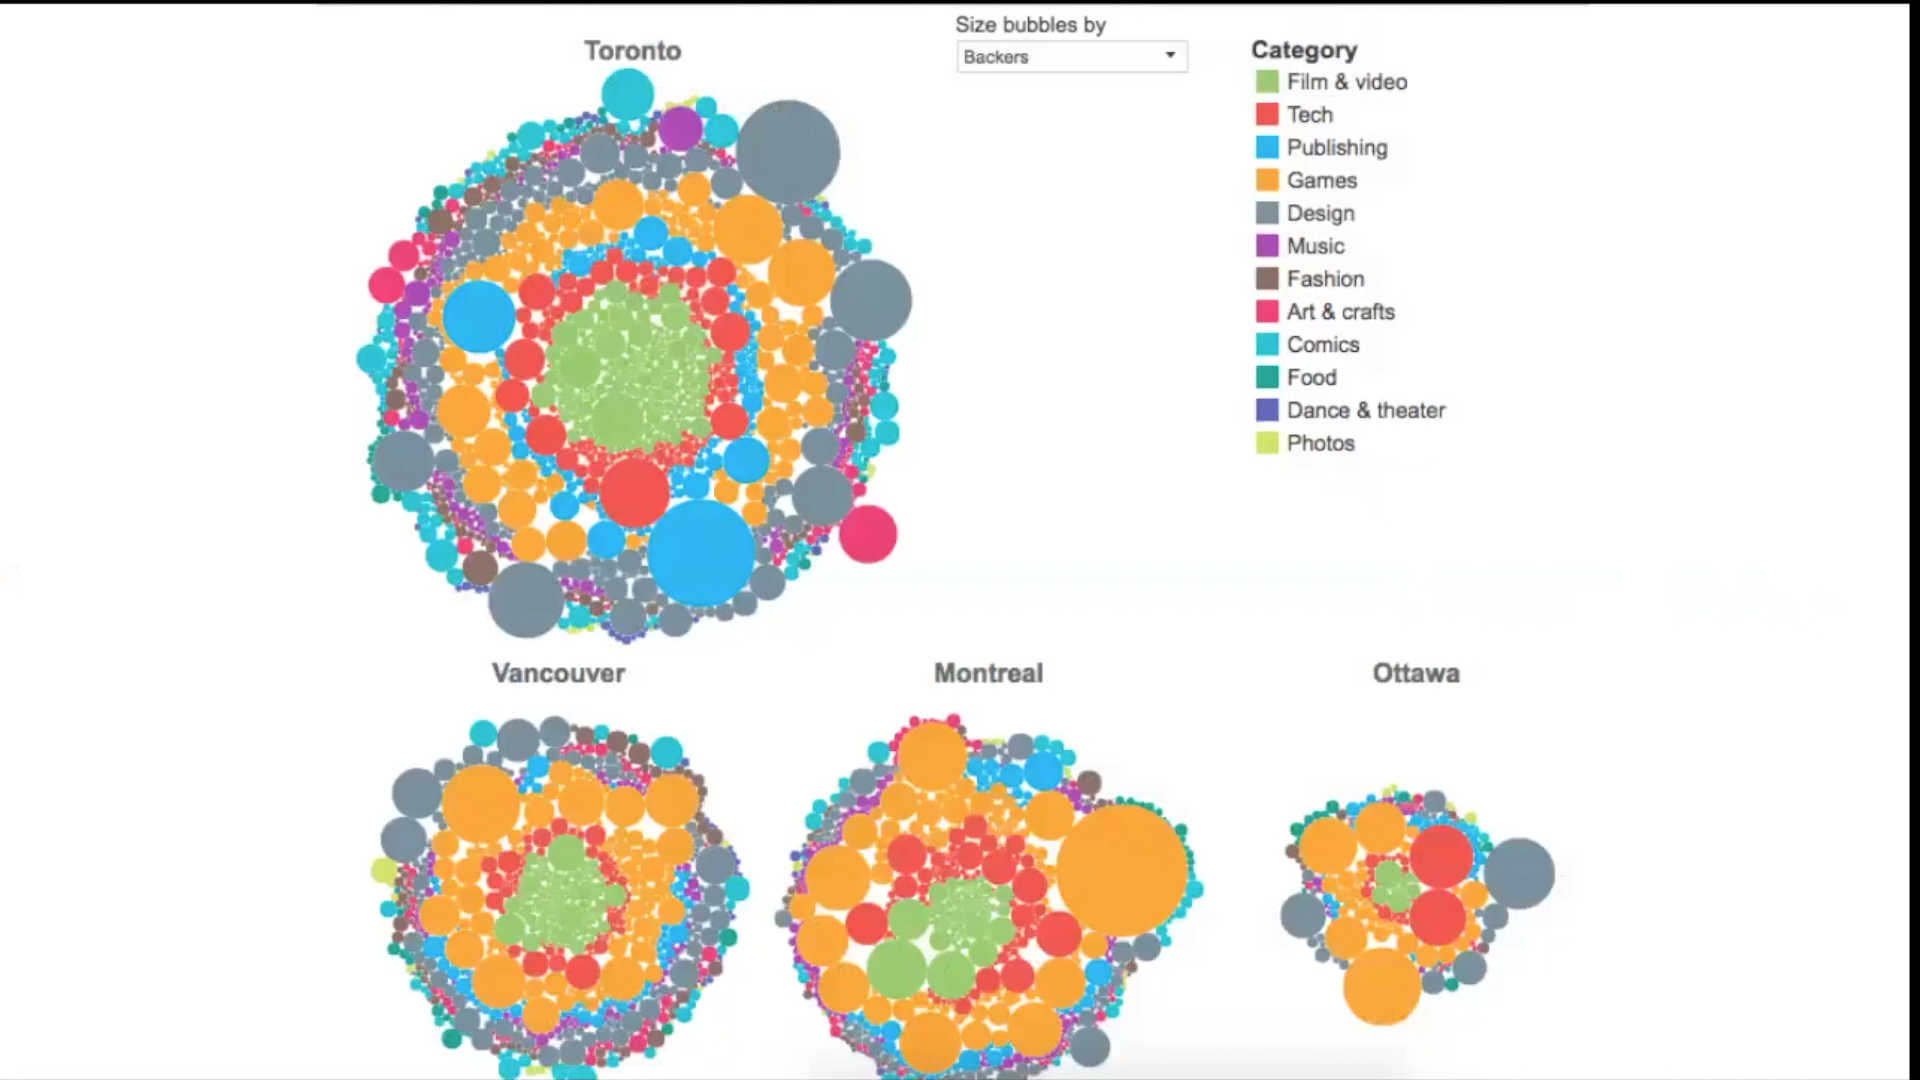 Toronto
Size bubbles by
Backers
Category
Film & video
Tech
Publishing
Games
Design
Music
Fashion
Art & crafts
Comics
Food
Dance & theater
Photos
Vancouver
Montreal
Ottawa